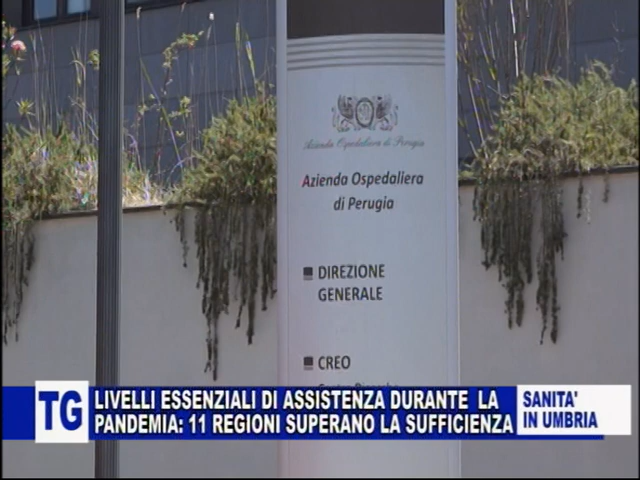 Azienda Ospedaliera di Perugia
Azienda Ospedaliera
di Perugia
DIREZIONE
GENERALE
CREO
TG
LIVELLI ESSENZIALI DI ASSISTENZA DURANTE LA
PANDEMIA: 11 REGIONI SUPERANO LA SUFFICIENZA
SANITA'
IN UMBRIA